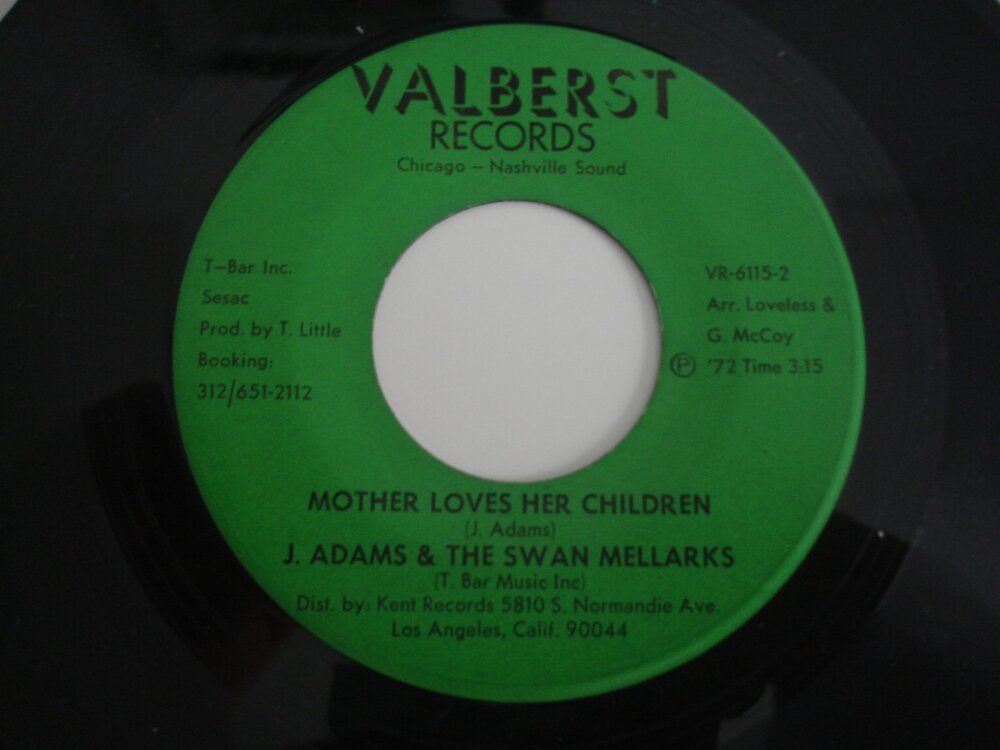 VALBERST
RECORDS
Chicago – Nashville Sound
T-Bar Inc.
Sesac
Prod. by T. Little
Booking:
312/651-2112
VR-6115-2
Arr. Loveless &
G. McCoy
Ⓟ '72 Time 3:15
MOTHER LOVES HER CHILDREN
(J. Adams)
J. ADAMS & THE SWAN MELLARKS
(T. Bar Music Inc)
Dist. by: Kent Records 5810 S. Normandie Ave.
Los Angeles, Calif. 90044